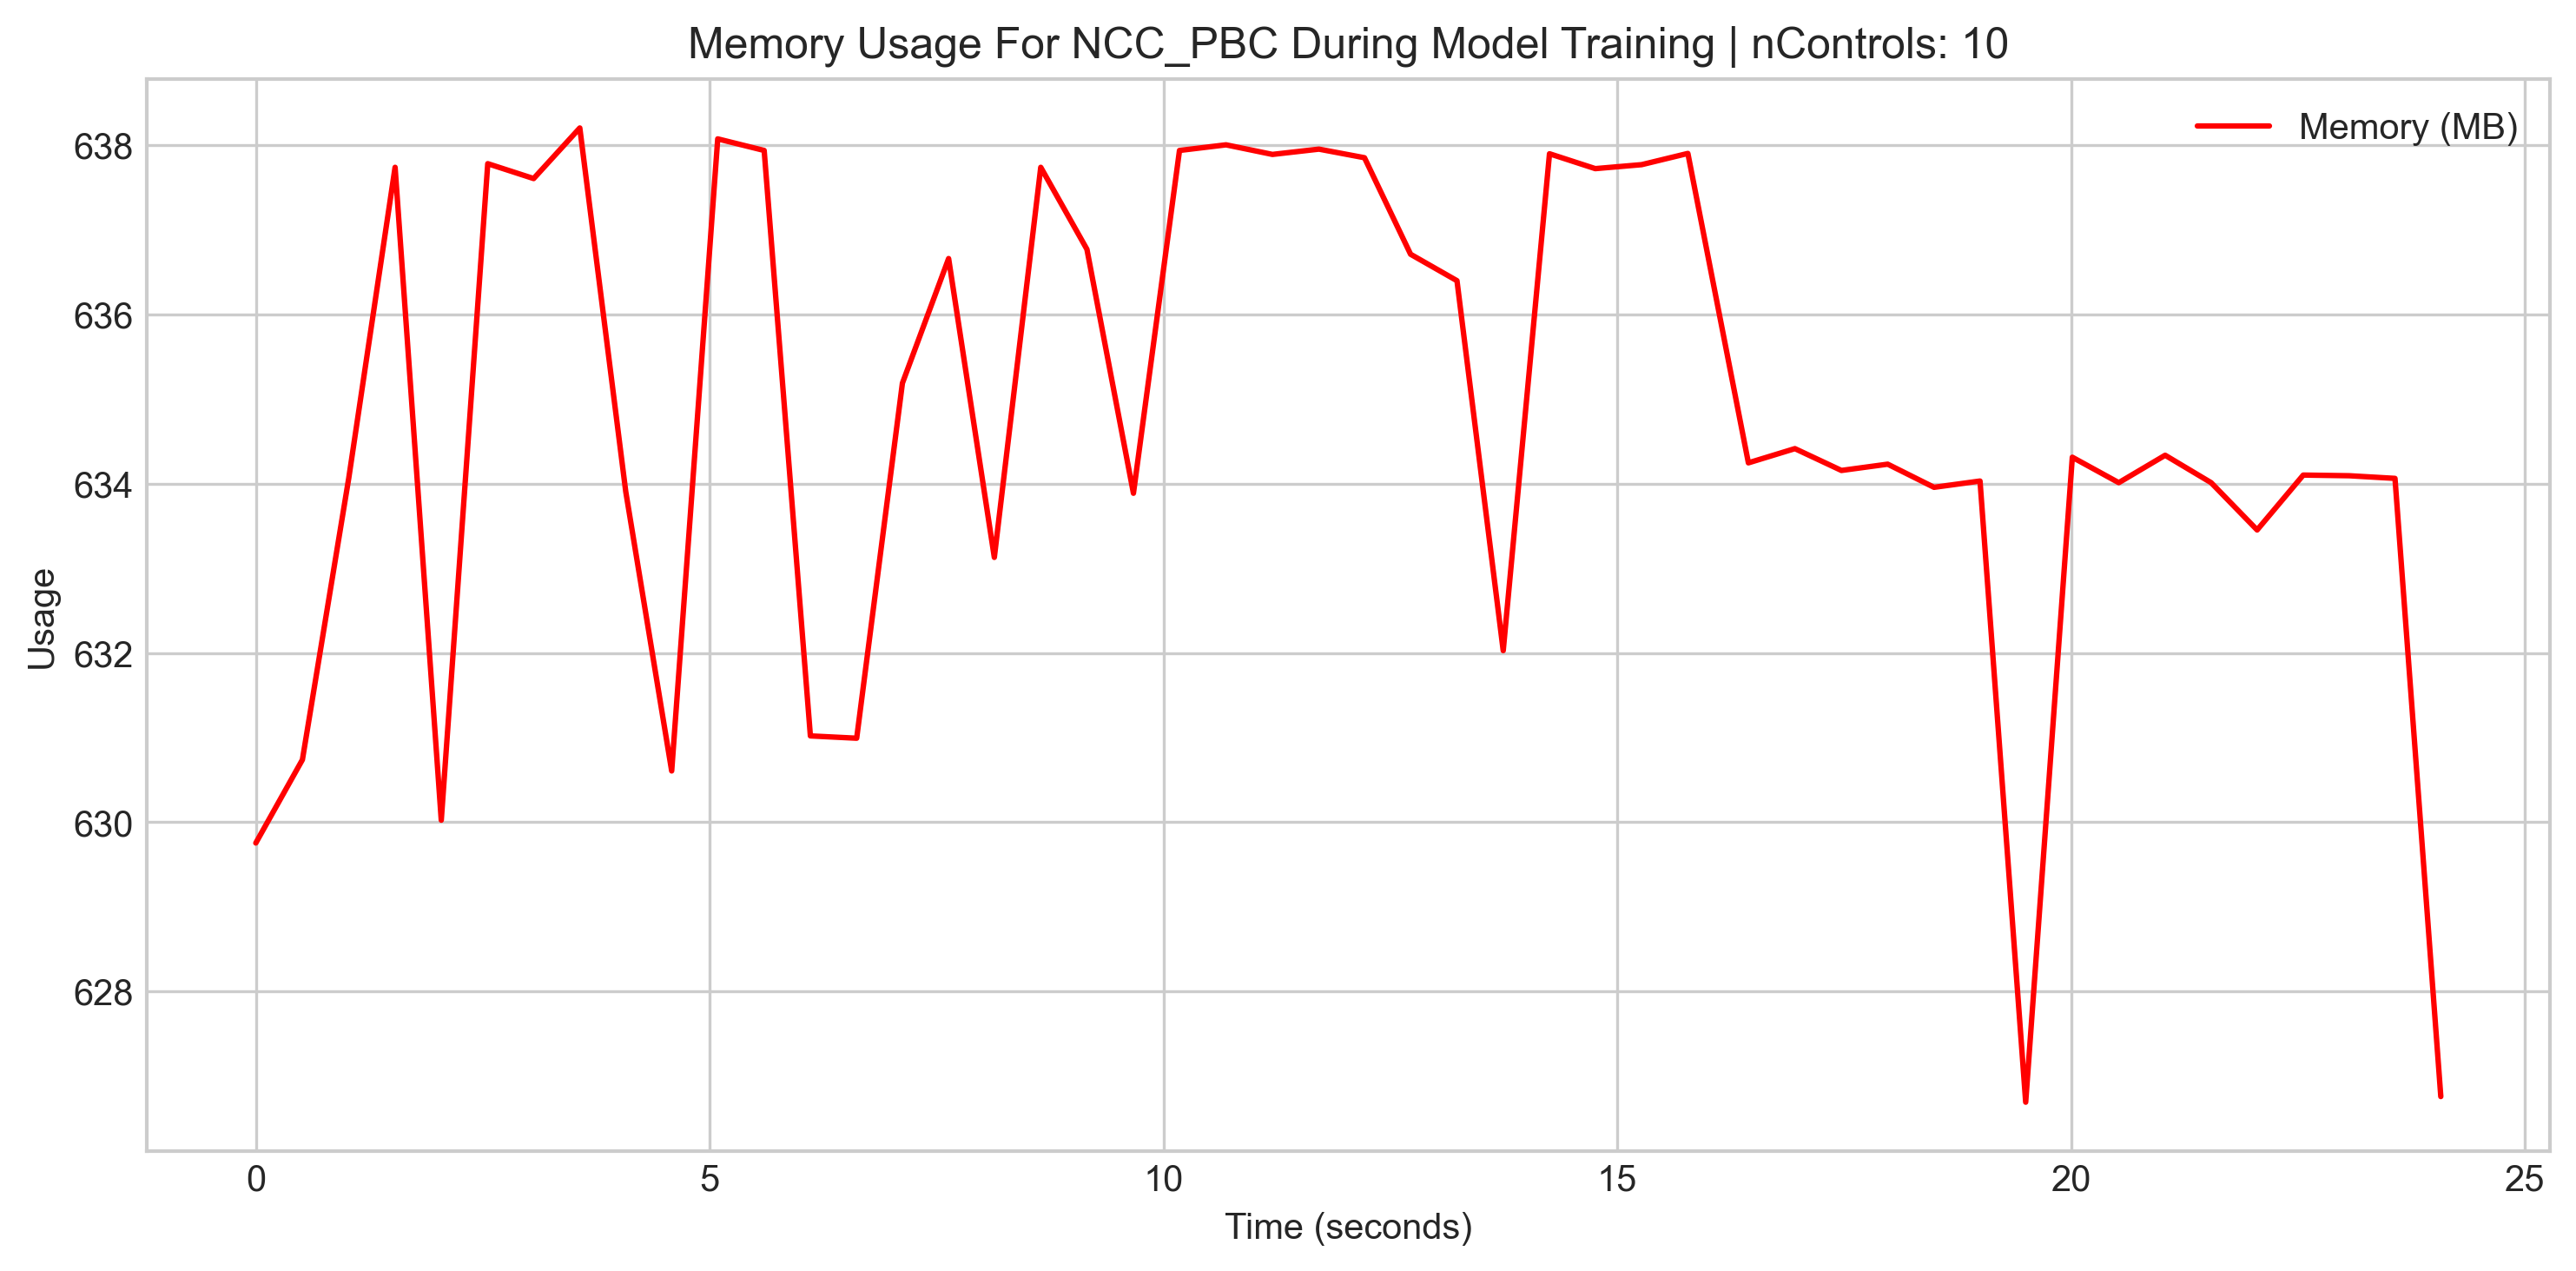 Memory Usage For NCC_PBC During Model Training | nControls: 10
Memory (MB)
Usage
638
636
634
632
630
628
0 5 10 15 20 25
Time (seconds)